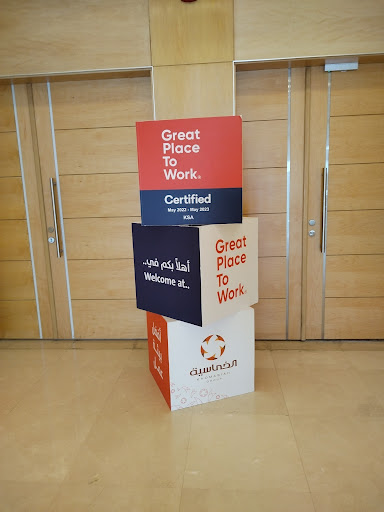 Great
Place
To
Work.
Certified
May 2022 - May 2023
KSA
أهلاً بكم في..
Welcome at..
Great
Place
To
Work.
الخماسية